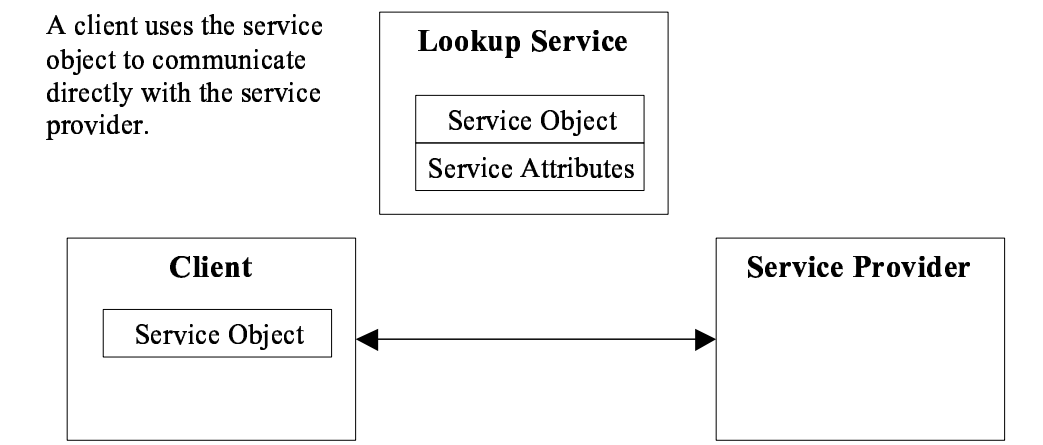 A client uses the service
object to communicate
directly with the service
provider.
Lookup Service
Service Object
Service Attributes
Client
Service Object
Service Provider